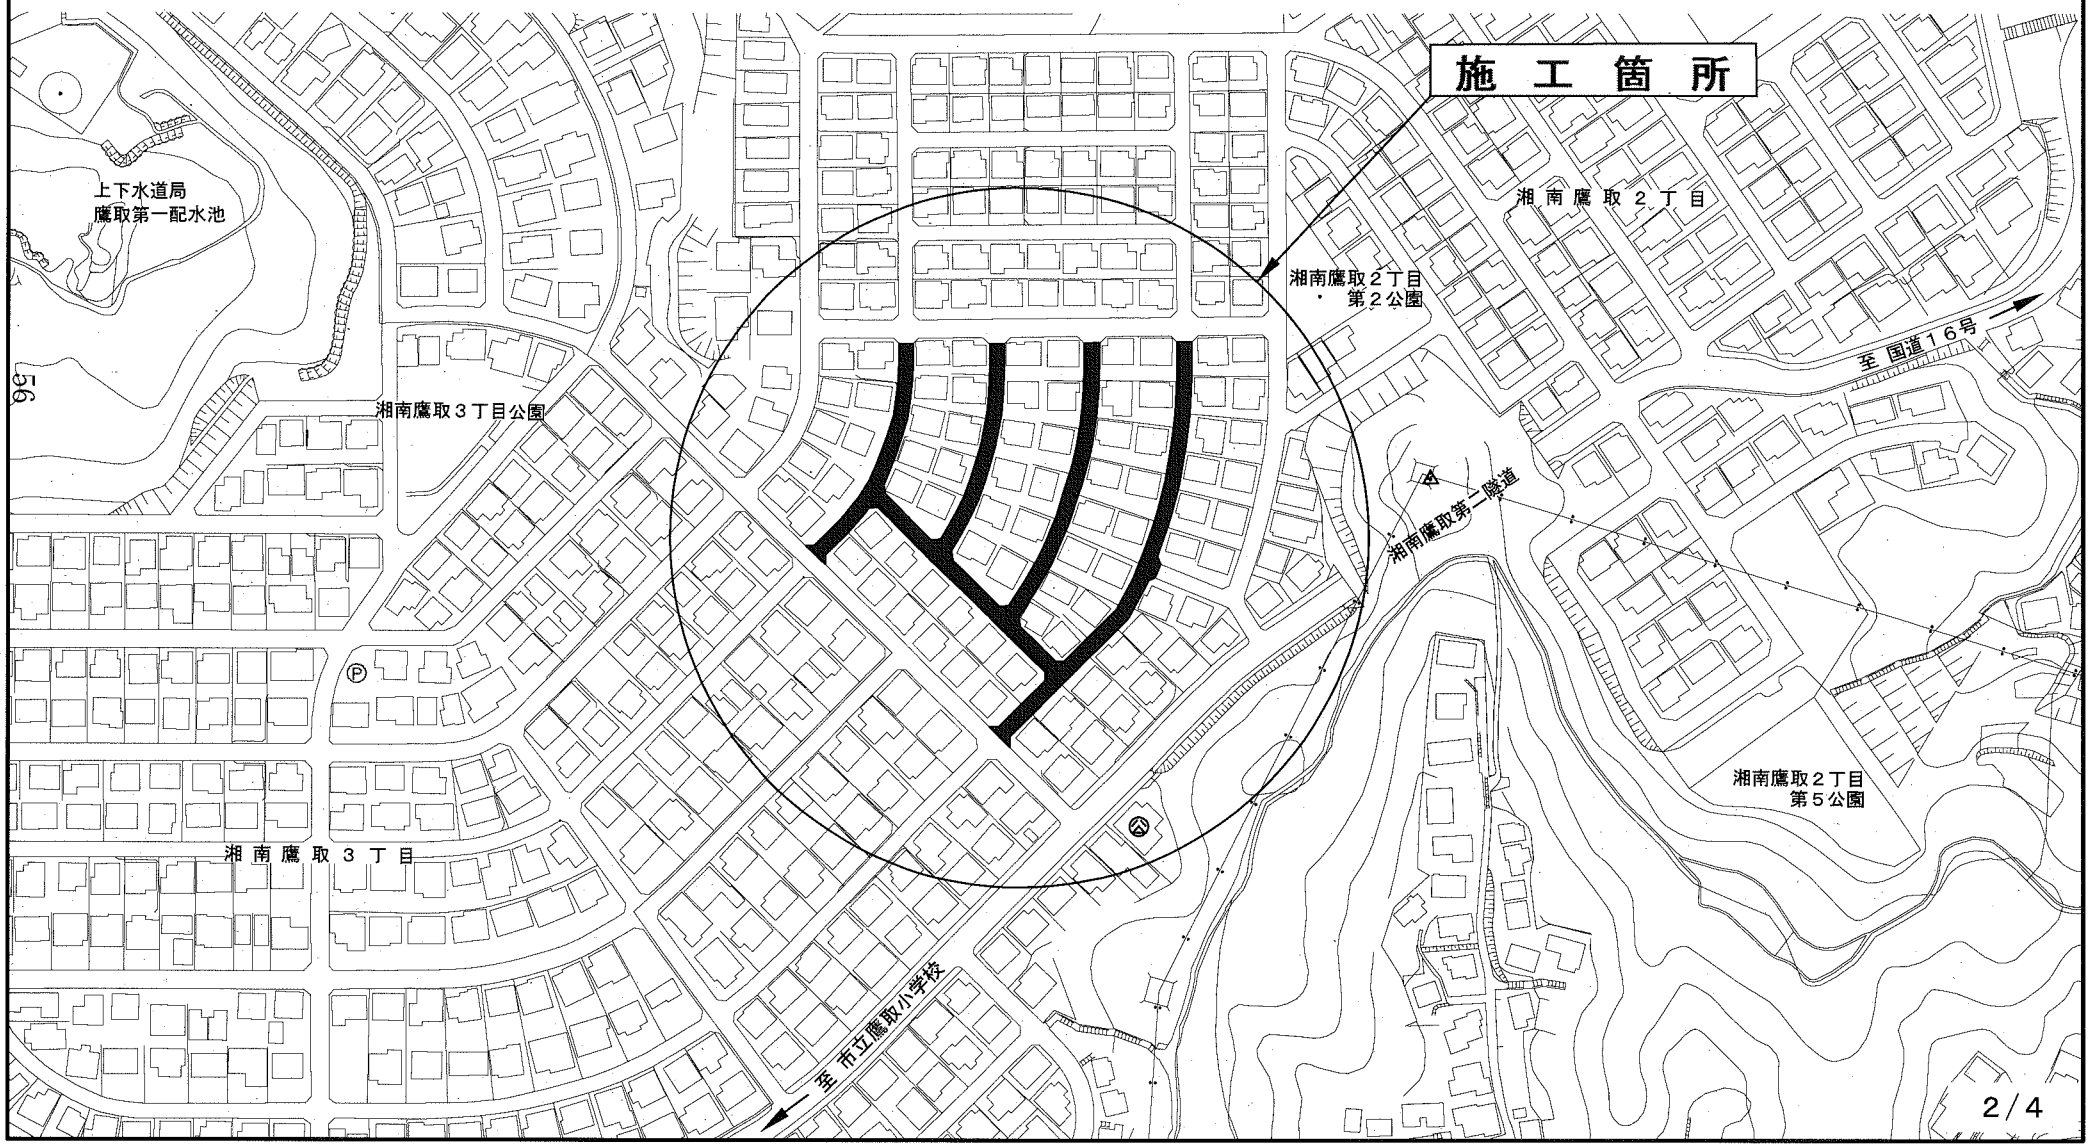 施工箇所
上下水道局
鷹取第一配水池
湘南鷹取2丁目
湘南鷹取2丁目
第2公園
至 国道16号
56
湘南鷹取3丁目公園
湘南鷹取第二隧道
P
湘南鷹取2丁目
第5公園
湘南鷹取3丁目
至 市立鷹取小学校
2/4